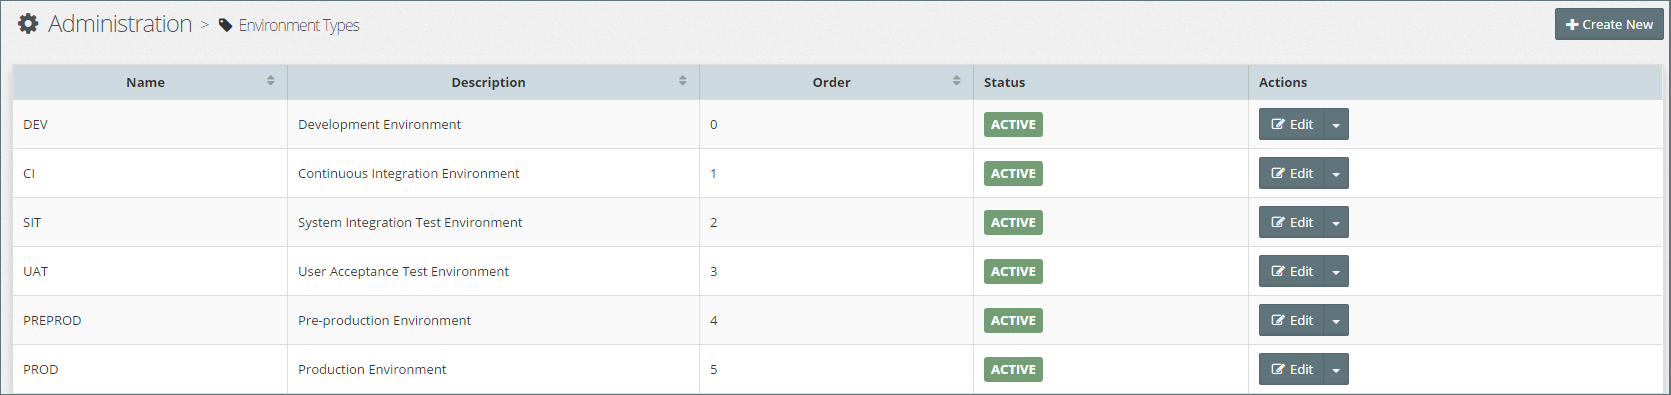 Administration > Environment Types
Create New
Name Description Order Status Actions
DEV Development Environment 0 ACTIVE Edit
CI Continuous Integration Environment 1 ACTIVE Edit
SIT System Integration Test Environment 2 ACTIVE Edit
UAT User Acceptance Test Environment 3 ACTIVE Edit
PREPROD Pre-production Environment 4 ACTIVE Edit
PROD Production Environment 5 ACTIVE Edit